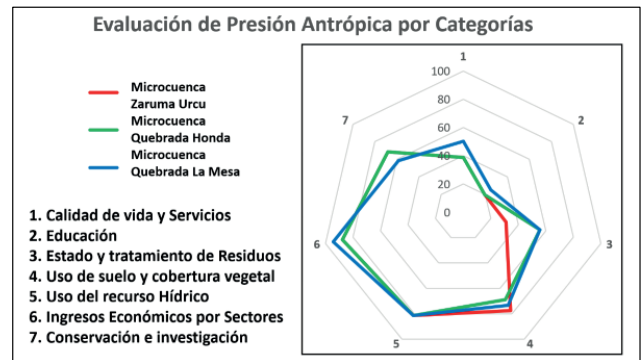 Evaluación de Presión Antrópica por Categorías
Microcuenca
Zaruma Urcu
Microcuenca
Quebrada Honda
Microcuenca
Quebrada La Mesa
1. Calidad de vida y Servicios
2. Educación
3. Estado y tratamiento de Residuos
4. Uso de suelo y cobertura vegetal
5. Uso del recurso Hídrico
6. Ingresos Económicos por Sectores
7. Conservación e investigación
1
100
80
60
40
20
0
2
3
4
5
6
7